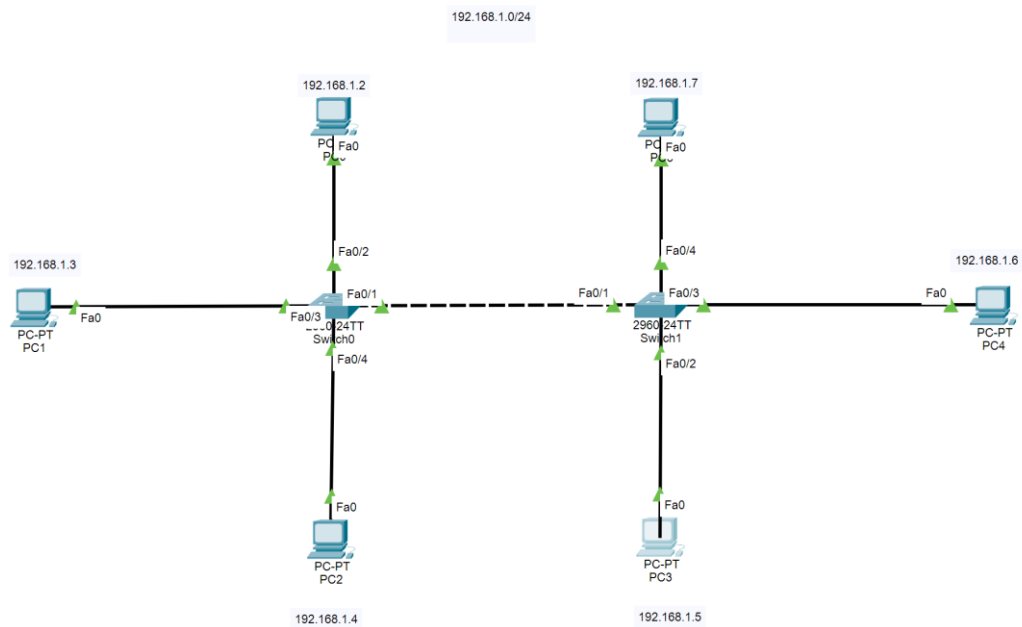 192.168.1.0/24
192.168.1.2
192.168.1.7
Fa0
Fa0
Fa0/2
Fa0/4
192.168.1.3
192.168.1.6
Fa0
PC-PT
PC1
Fa0/3
Fa0/1
24TT
Switch0
Fa0/4
Fa0/1
Fa0/3
2960-24TT
Switch1
Fa0/2
Fa0
PC-PT
PC4
Fa0
PC-PT
PC2
192.168.1.4
Fa0
PC-PT
PC3
192.168.1.5